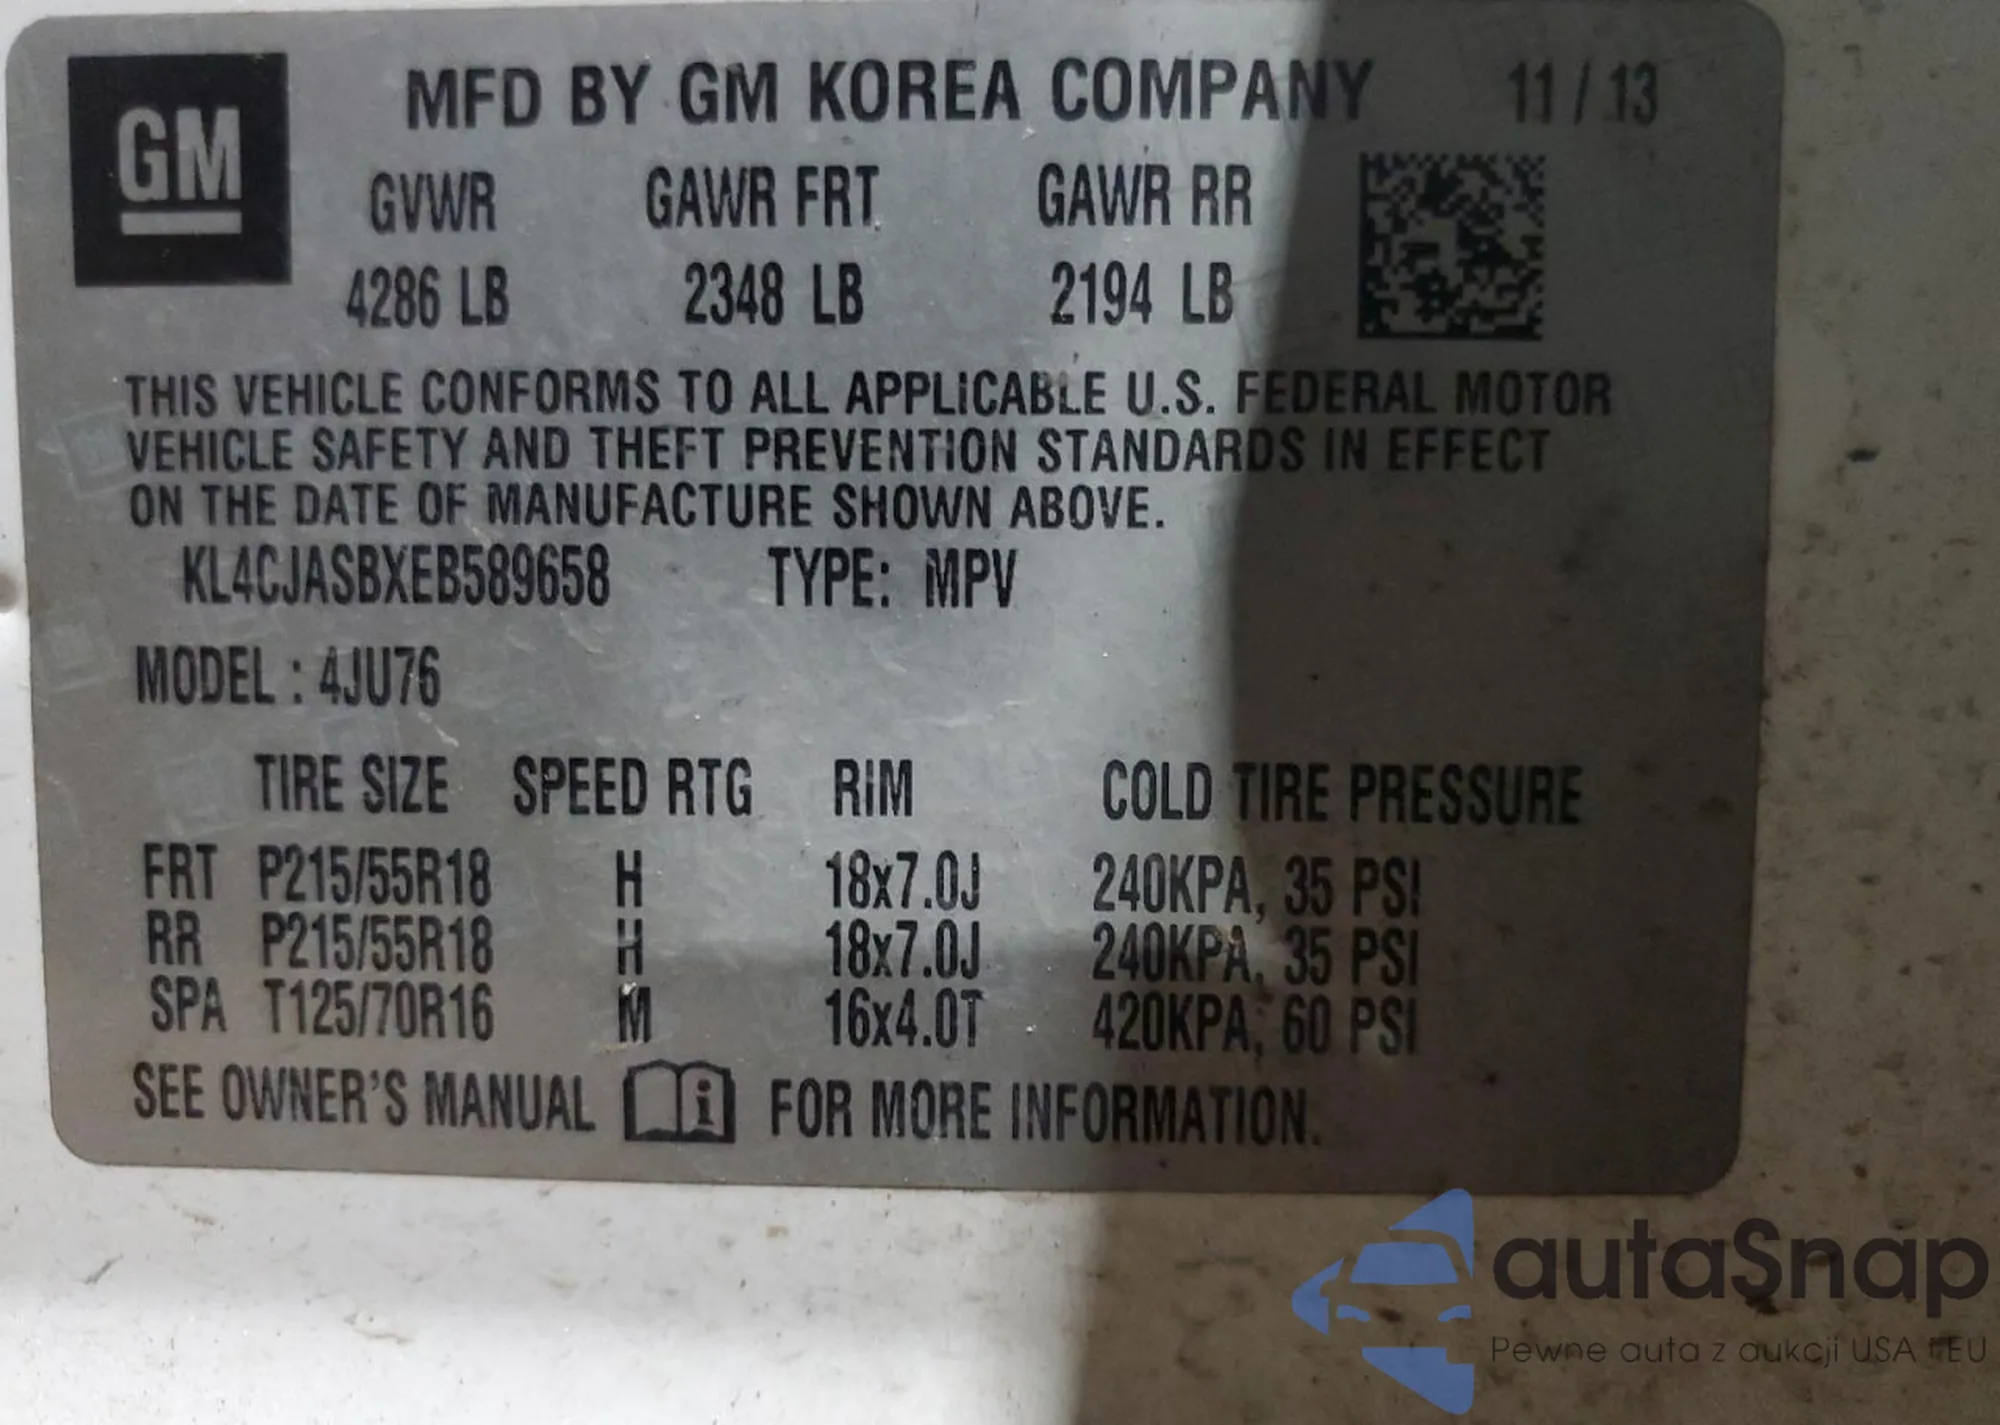 GM
MFD BY GM KOREA COMPANY 11 / 13
GVWR GAWR FRT GAWR RR
4286 LB 2348 LB 2194 LB
THIS VEHICLE CONFORMS TO ALL APPLICABLE U.S. FEDERAL MOTOR
VEHICLE SAFETY AND THEFT PREVENTION STANDARDS IN EFFECT
ON THE DATE OF MANUFACTURE SHOWN ABOVE.
KL4CJASBXEB589658 TYPE: MPV
MODEL : 4JU76
TIRE SIZE SPEED RTG RIM COLD TIRE PRESSURE
FRT P215/55R18 H 18x7.0J 240KPA, 35 PSI
RR P215/55R18 H 18x7.0J 240KPA, 35 PSI
SPA T125/70R16 M 16x4.0T 420KPA, 60 PSI
SEE OWNER'S MANUAL i FOR MORE INFORMATION.
autaSnap
Pewne auta z aukcji USA i EU